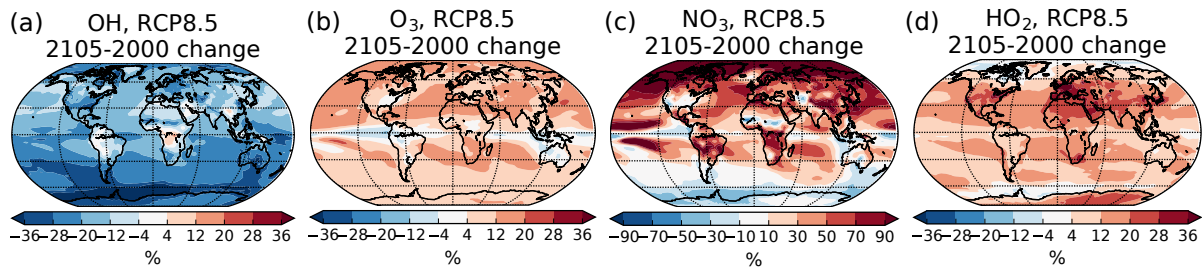 (a) OH, RCP8.5
2105-2000 change
−36 −28 −20 −12 −4 4 12 20 28 36
%
(b) O₃, RCP8.5
2105-2000 change
−36 −28 −20 −12 −4 4 12 20 28 36
%
(c) NO₃, RCP8.5
2105-2000 change
−90 −70 −50 −30 −10 10 30 50 70 90
%
(d) HO₂, RCP8.5
2105-2000 change
−36 −28 −20 −12 −4 4 12 20 28 36
%